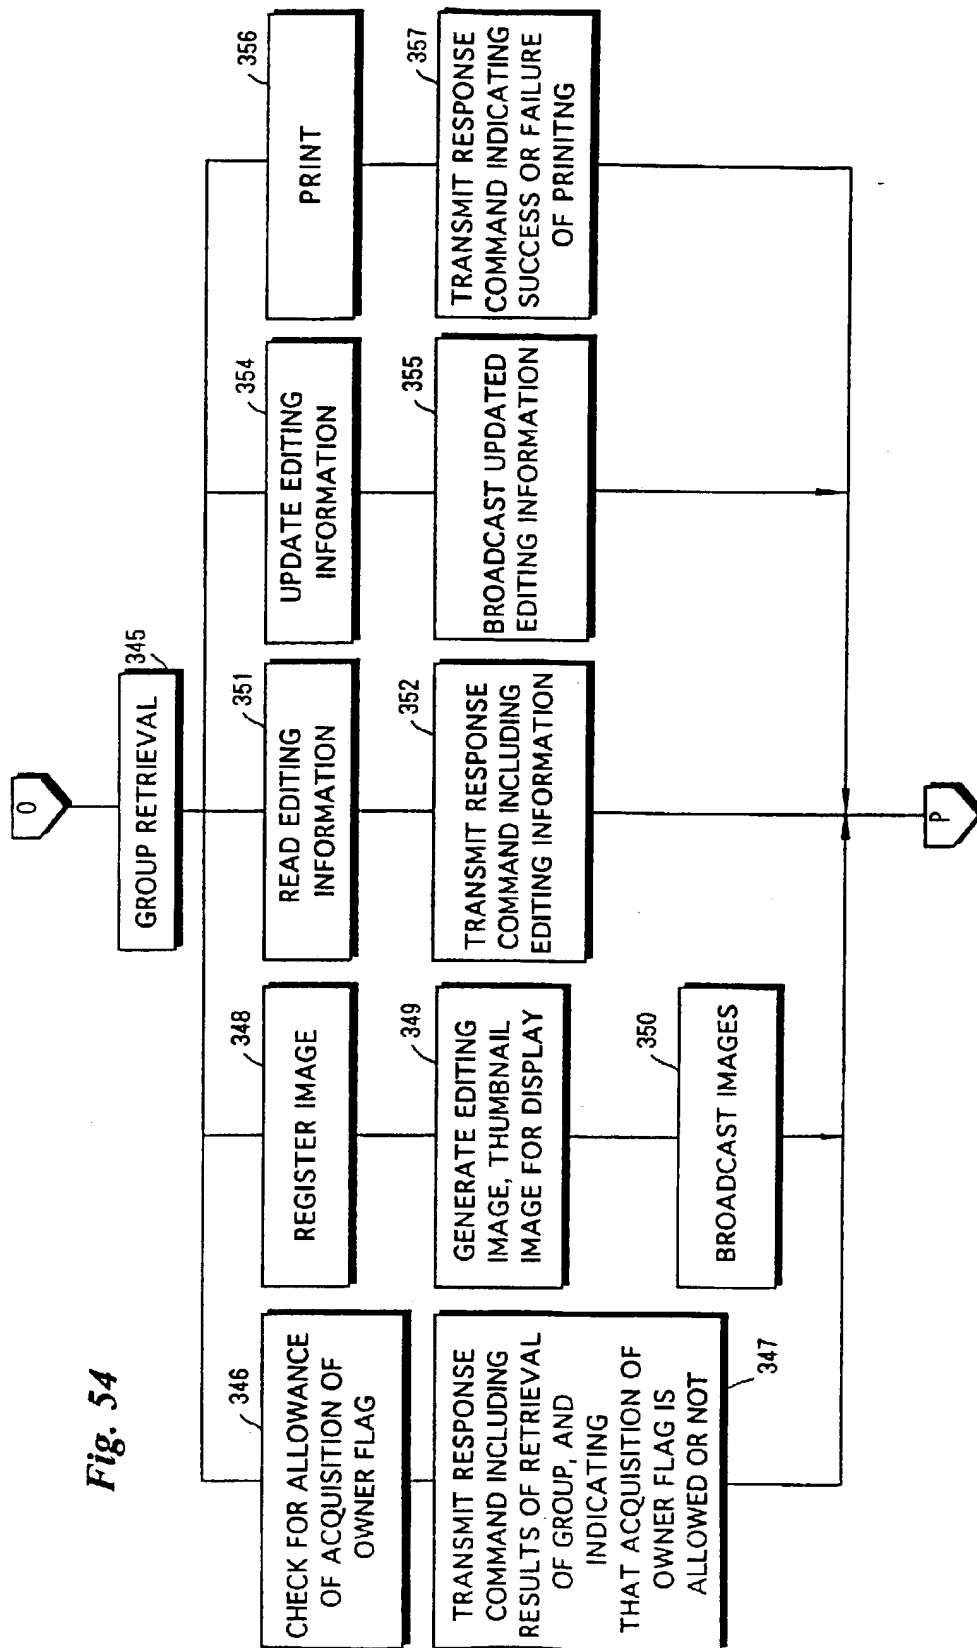 Fig. 54
O
GROUP RETRIEVAL
345
346
CHECK FOR ALLOWANCE
OF ACQUISITION OF
OWNER FLAG
TRANSMIT RESPONSE
COMMAND INCLUDING
RESULTS OF RETRIEVAL
OF GROUP, AND
INDICATING
THAT ACQUISITION OF
OWNER FLAG IS
ALLOWED OR NOT
347
348
REGISTER IMAGE
349
GENERATE EDITING
IMAGE, THUMBNAIL
IMAGE FOR DISPLAY
350
BROADCAST IMAGES
351
READ EDITING
INFORMATION
352
TRANSMIT RESPONSE
COMMAND INCLUDING
EDITING INFORMATION
354
UPDATE EDITING
INFORMATION
355
BROADCAST UPDATED
EDITING INFORMATION
356
PRINT
357
TRANSMIT RESPONSE
COMMAND INDICATING
SUCCESS OR FAILURE
OF PRINITNG
P